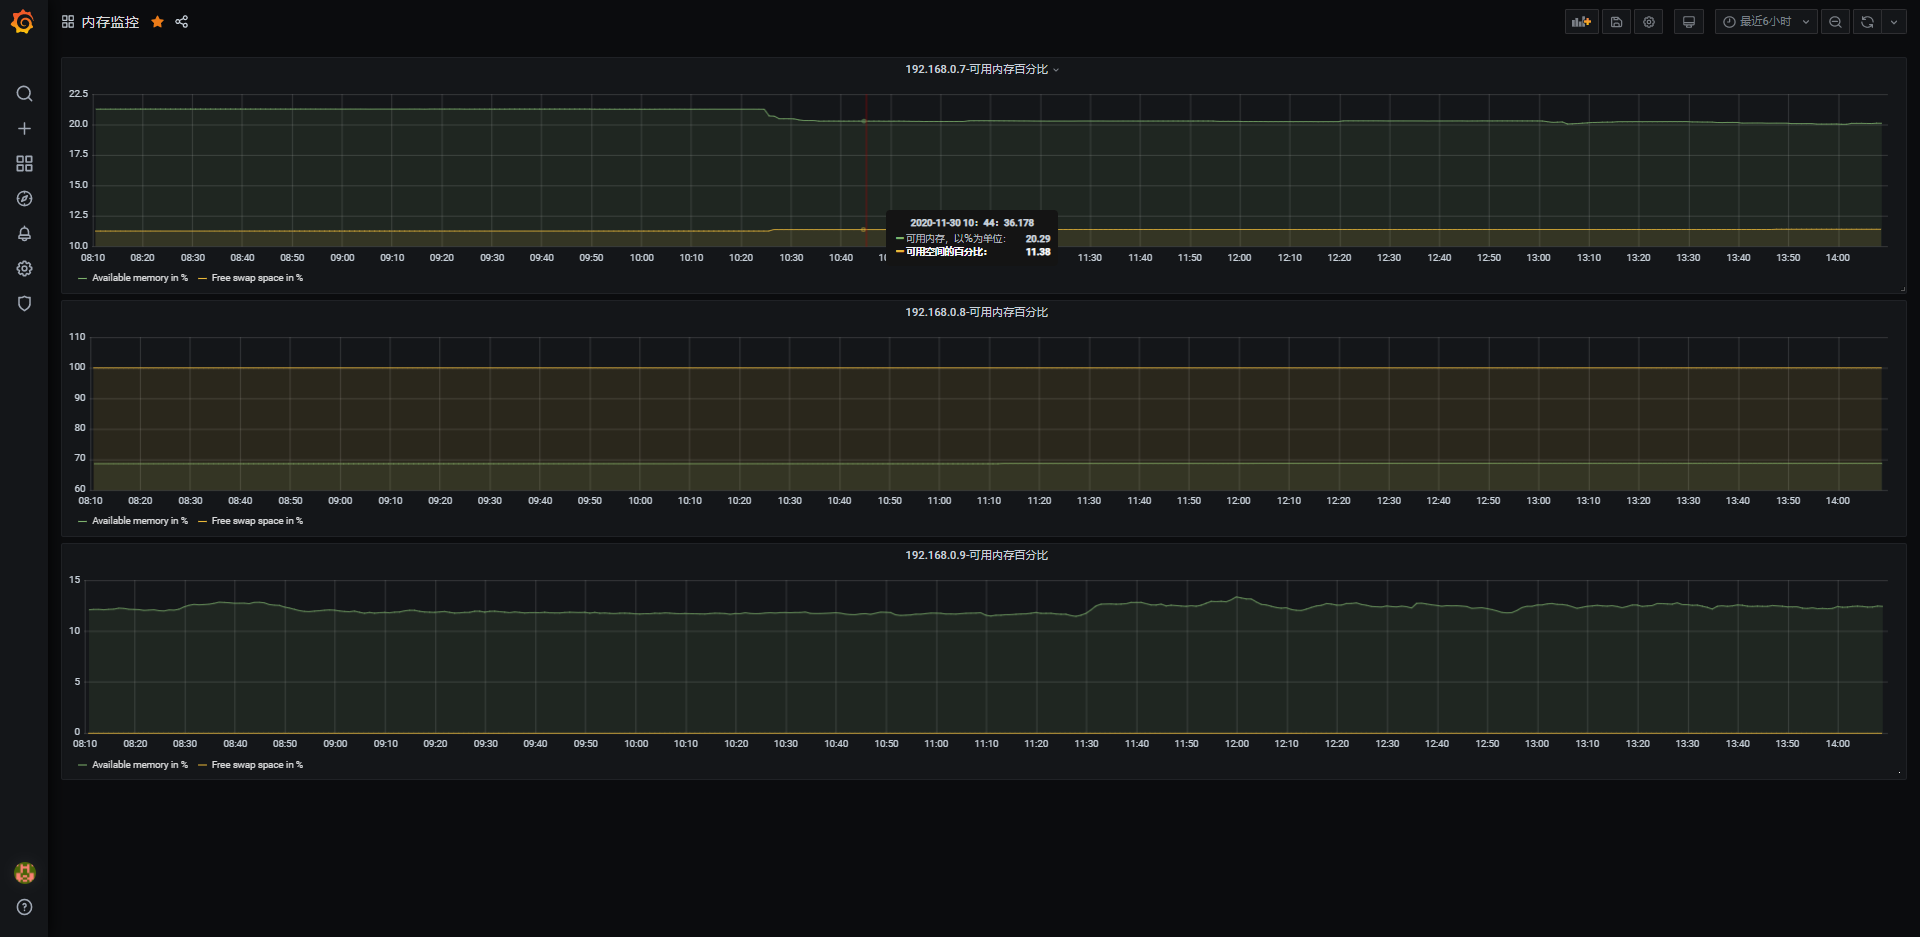 内存监控
最近6小时
192.168.0.7-可用内存百分比
22.5
20.0
17.5
15.0
12.5
10.0
2020-11-30 10：44：36.178
可用内存，以%为单位： 20.29
可用空间的百分比： 11.38
08:10 08:20 08:30 08:40 08:50 09:00 09:10 09:20 09:30 09:40 09:50 10:00 10:10 10:20 10:30 10:40 11:30 11:40 11:50 12:00 12:10 12:20 12:30 12:40 12:50 13:00 13:10 13:20 13:30 13:40 13:50 14:00
Available memory in % Free swap space in %
192.168.0.8-可用内存百分比
110
100
90
80
70
60
08:10 08:20 08:30 08:40 08:50 09:00 09:10 09:20 09:30 09:40 09:50 10:00 10:10 10:20 10:30 10:40 10:50 11:00 11:10 11:20 11:30 11:40 11:50 12:00 12:10 12:20 12:30 12:40 12:50 13:00 13:10 13:20 13:30 13:40 13:50 14:00
Available memory in % Free swap space in %
192.168.0.9-可用内存百分比
15
10
5
0
08:10 08:20 08:30 08:40 08:50 09:00 09:10 09:20 09:30 09:40 09:50 10:00 10:10 10:20 10:30 10:40 10:50 11:00 11:10 11:20 11:30 11:40 11:50 12:00 12:10 12:20 12:30 12:40 12:50 13:00 13:10 13:20 13:30 13:40 13:50 14:00
Available memory in % Free swap space in %